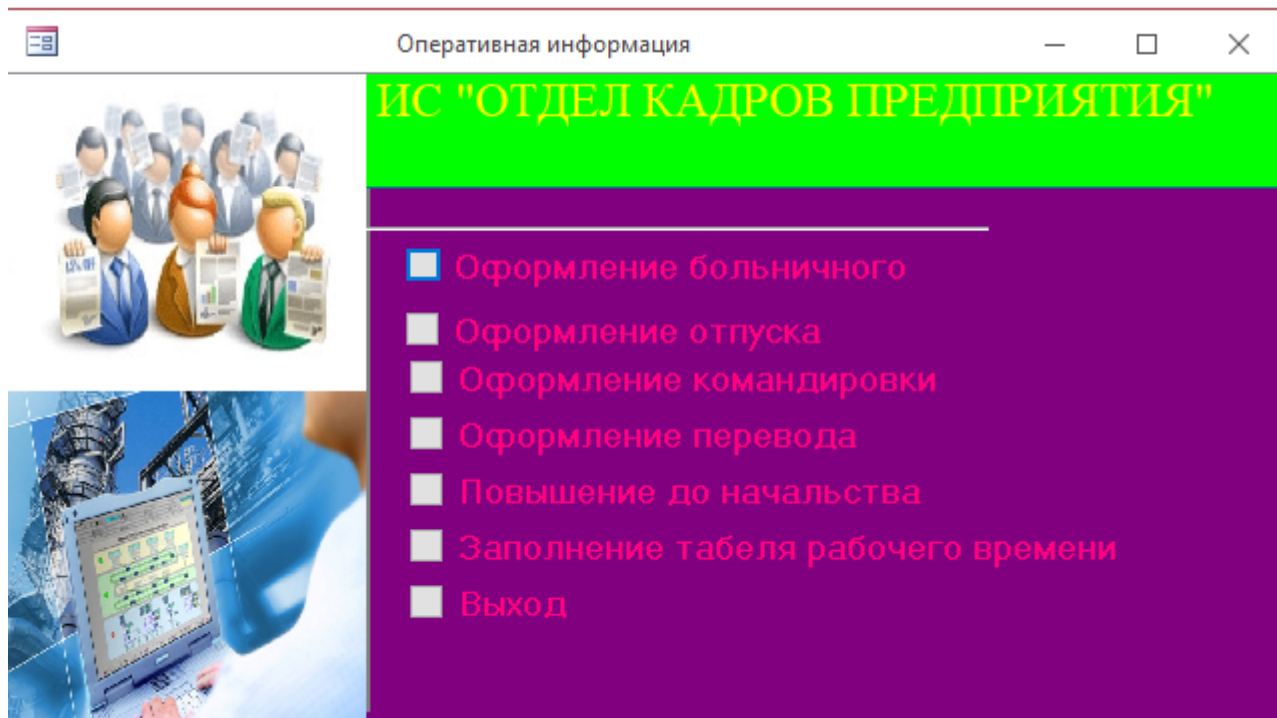 Оперативная информация
ИС "ОТДЕЛ КАДРОВ ПРЕДПРИЯТИЯ"
Оформление больничного
Оформление отпуска
Оформление командировки
Оформление перевода
Повышение до начальства
Заполнение табеля рабочего времени
Выход